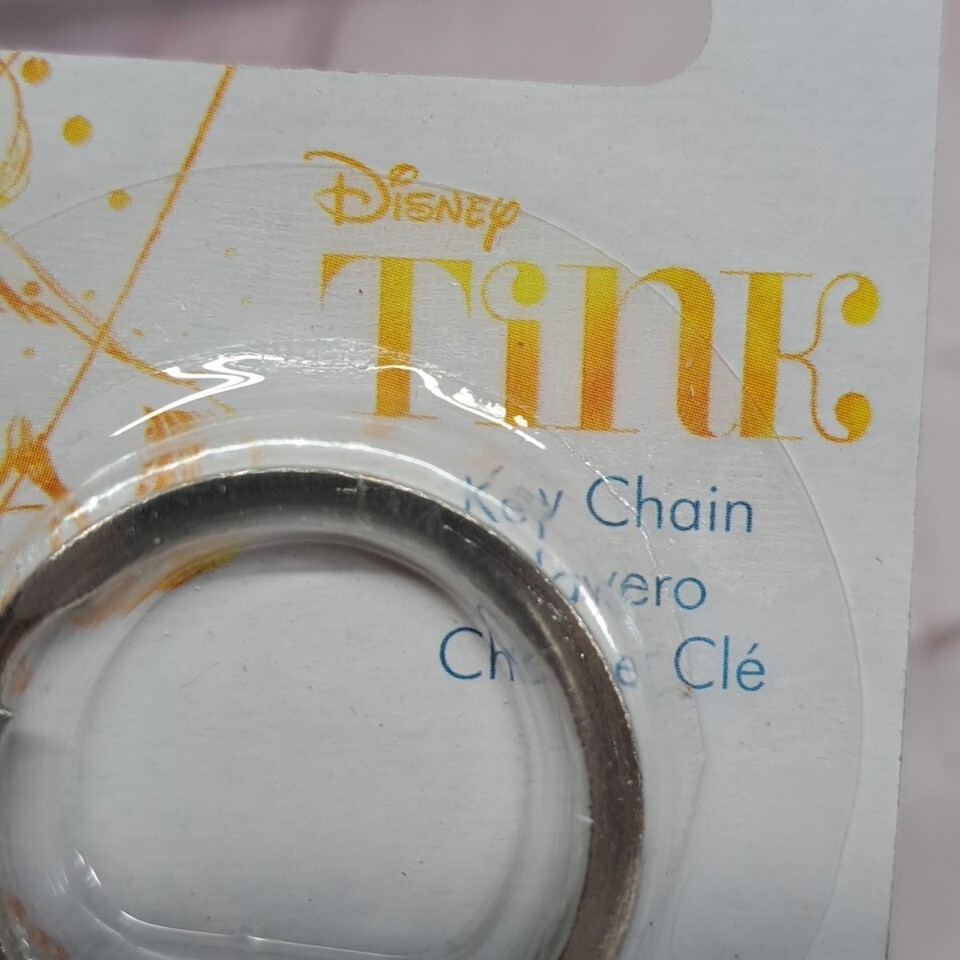 Disney
Tink
Key Chain
Clé